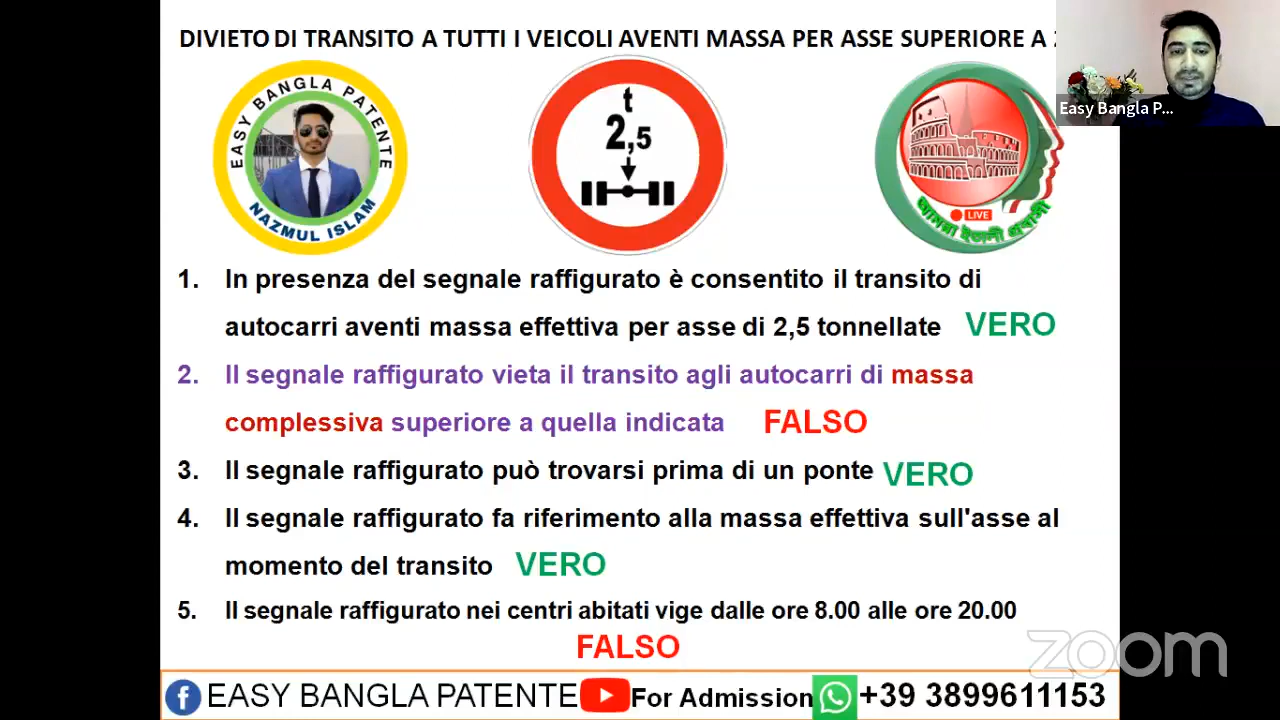 DIVIETO DI TRANSITO A TUTTI I VEICOLI AVENTI MASSA PER ASSE SUPERIORE A
Easy Bangla P...
EASY BANGLA PATENTE
NAZMUL ISLAM
t
2,5
LIVE
আমরা ইতালী প্রবাসী
1. In presenza del segnale raffigurato è consentito il transito di
autocarri aventi massa effettiva per asse di 2,5 tonnellate VERO
2. Il segnale raffigurato vieta il transito agli autocarri di massa
complessiva superiore a quella indicata FALSO
3. Il segnale raffigurato può trovarsi prima di un ponte VERO
4. Il segnale raffigurato fa riferimento alla massa effettiva sull'asse al
momento del transito VERO
5. Il segnale raffigurato nei centri abitati vige dalle ore 8.00 alle ore 20.00
FALSO
zoom
EASY BANGLA PATENTE For Admission +39 3899611153